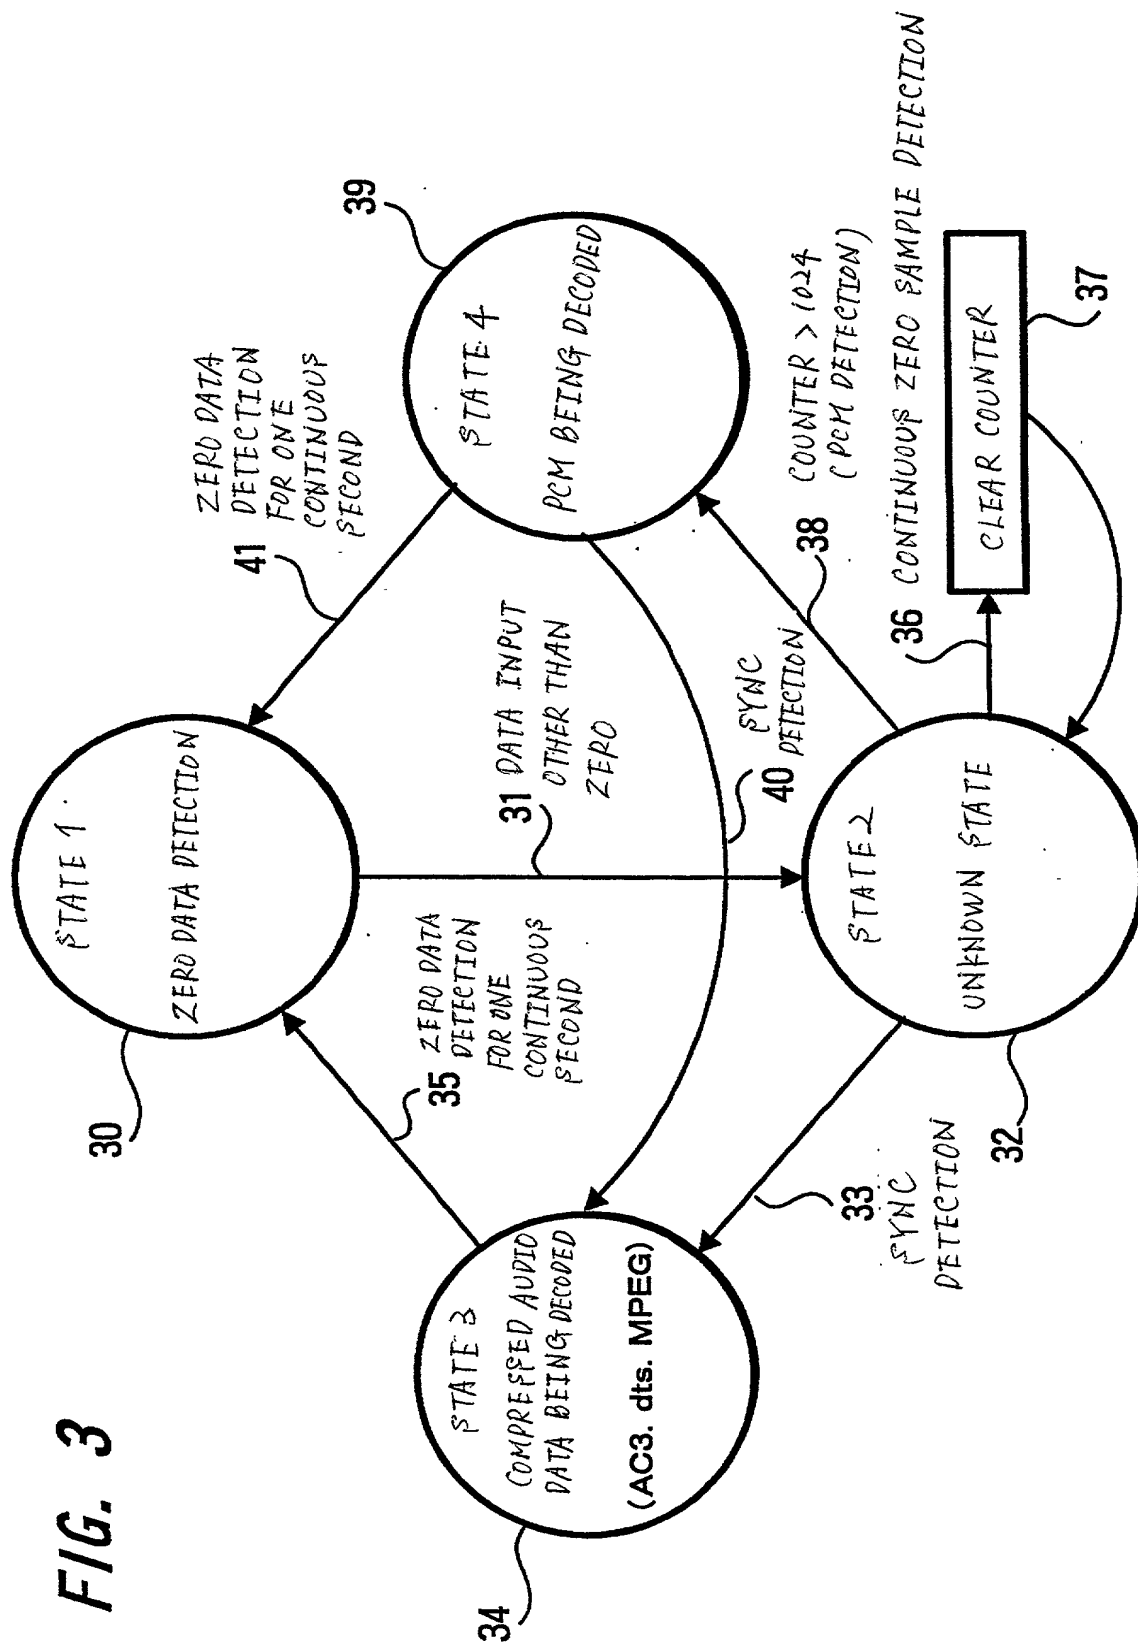 FIG. 3
STATE 1
ZERO DATA DETECTION
30
ZERO DATA
DETECTION
FOR ONE
CONTINUOUS
SECOND
35
31 DATA INPUT
OTHER THAN
ZERO
ZERO DATA
DETECTION
FOR ONE
CONTINUOUS
SECOND
41
STATE 3
COMPRESSED AUDIO
DATA BEING DECODED
(AC3. dts. MPEG)
34
STATE 4
PCM BEING DECODED
39
40 SYNC
DETECTION
38 COUNTER > 1024
(PCM DETECTION)
33
SYNC
DETECTION
STATE 2
UNKNOWN STATE
32
36 CONTINUOUS ZERO SAMPLE DETECTION
CLEAR COUNTER
37